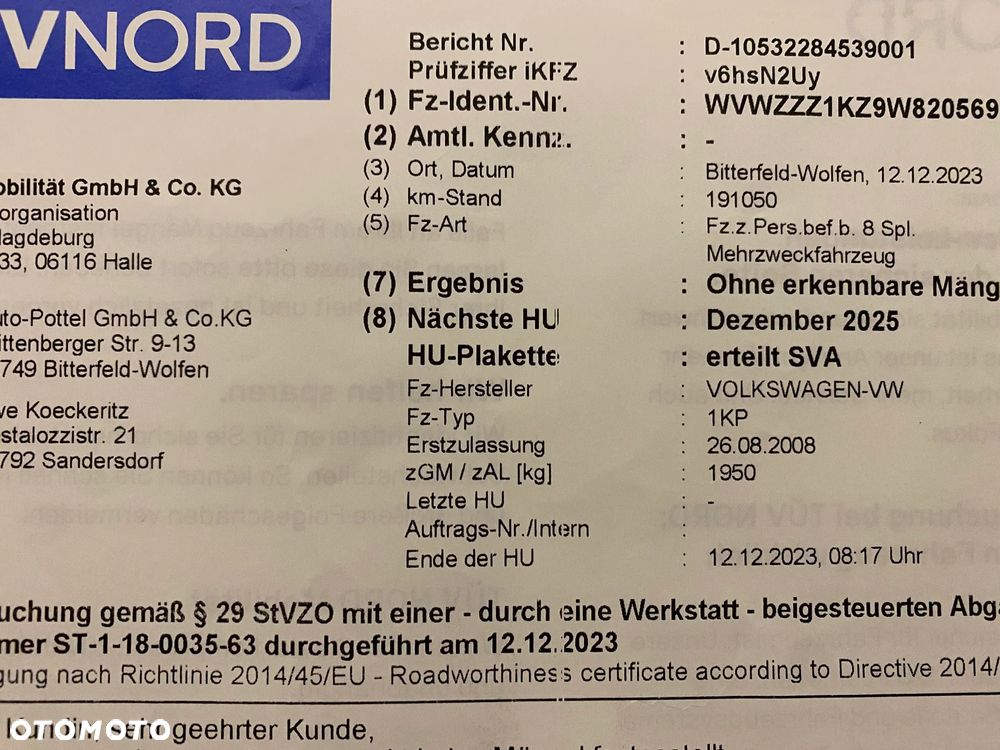 VNORD
Bericht Nr. : D-10532284539001
Prüfziffer iKFZ : v6hsN2Uy
(1) Fz-Ident.-Nr. : WVWZZZ1KZ9W820569
(2) Amtl. Kennz. : -
(3) Ort, Datum : Bitterfeld-Wolfen, 12.12.2023
(4) km-Stand : 191050
(5) Fz-Art : Fz.z.Pers.bef.b. 8 Spl.
Mehrzweckfahrzeug
(7) Ergebnis : Ohne erkennbare Mäng
(8) Nächste HU : Dezember 2025
HU-Plakette : erteilt SVA
Fz-Hersteller : VOLKSWAGEN-VW
Fz-Typ : 1KP
Erstzulassung : 26.08.2008
zGM / zAL [kg] : 1950
Letzte HU : -
Auftrags-Nr./Intern :
Ende der HU : 12.12.2023, 08:17 Uhr
obilität GmbH & Co. KG
organisation
lagdeburg
33, 06116 Halle
uto-Pottel GmbH & Co.KG
ittenberger Str. 9-13
749 Bitterfeld-Wolfen
ve Koeckeritz
stalozzistr. 21
792 Sandersdorf
uchung gemäß § 29 StVZO mit einer - durch eine Werkstatt - beigesteuerten Abga
mer ST-1-18-0035-63 durchgeführt am 12.12.2023
gung nach Richtlinie 2014/45/EU - Roadworthiness certificate according to Directive 2014/
Kundin, sehr geehrter Kunde,
OTOMOTO